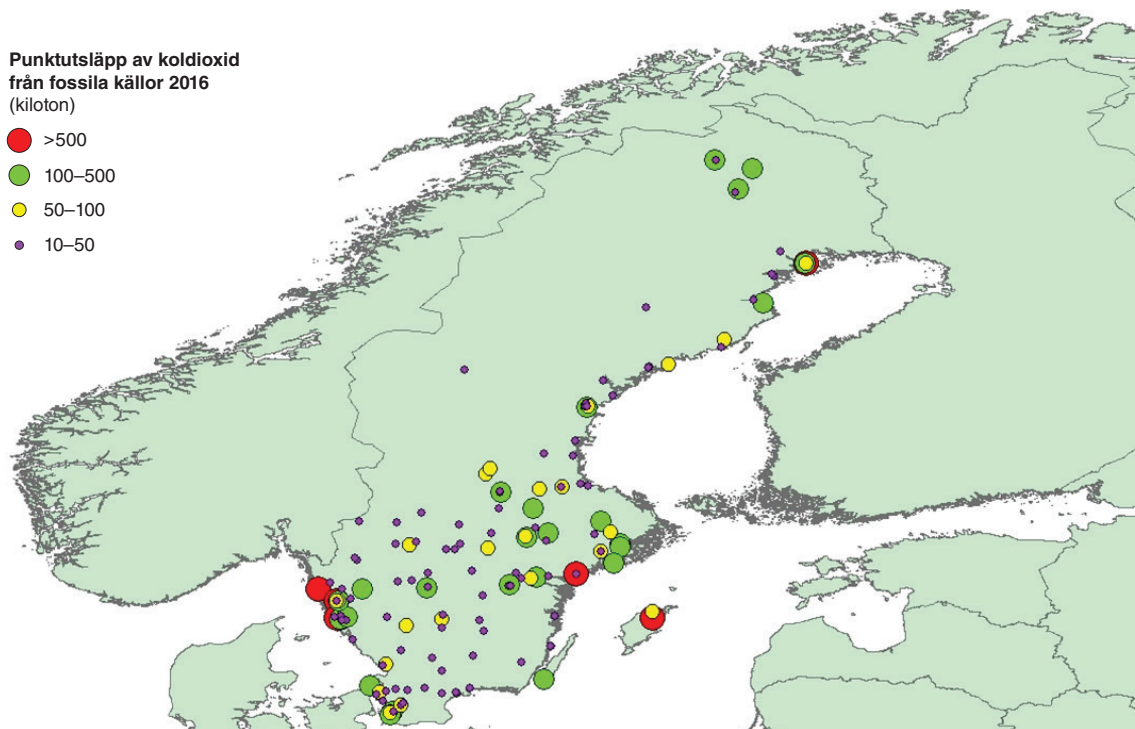 Punktutsläpp av koldioxid
från fossila källor 2016
(kiloton)
>500
100–500
50–100
10–50